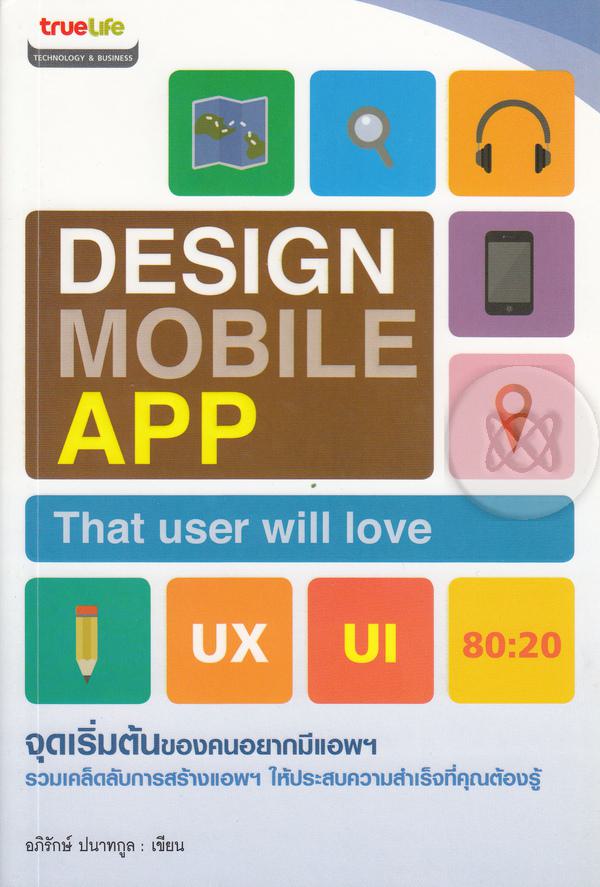 trueLife
TECHNOLOGY & BUSINESS
DESIGN
MOBILE
APP
That user will love
UX
UI
80:20
จุดเริ่มต้นของคนอยากมีแอพฯ
รวมเคล็ดลับการสร้างแอพฯ ให้ประสบความสำเร็จที่คุณต้องรู้
อภิรักษ์ ปนาทกูล : เขียน